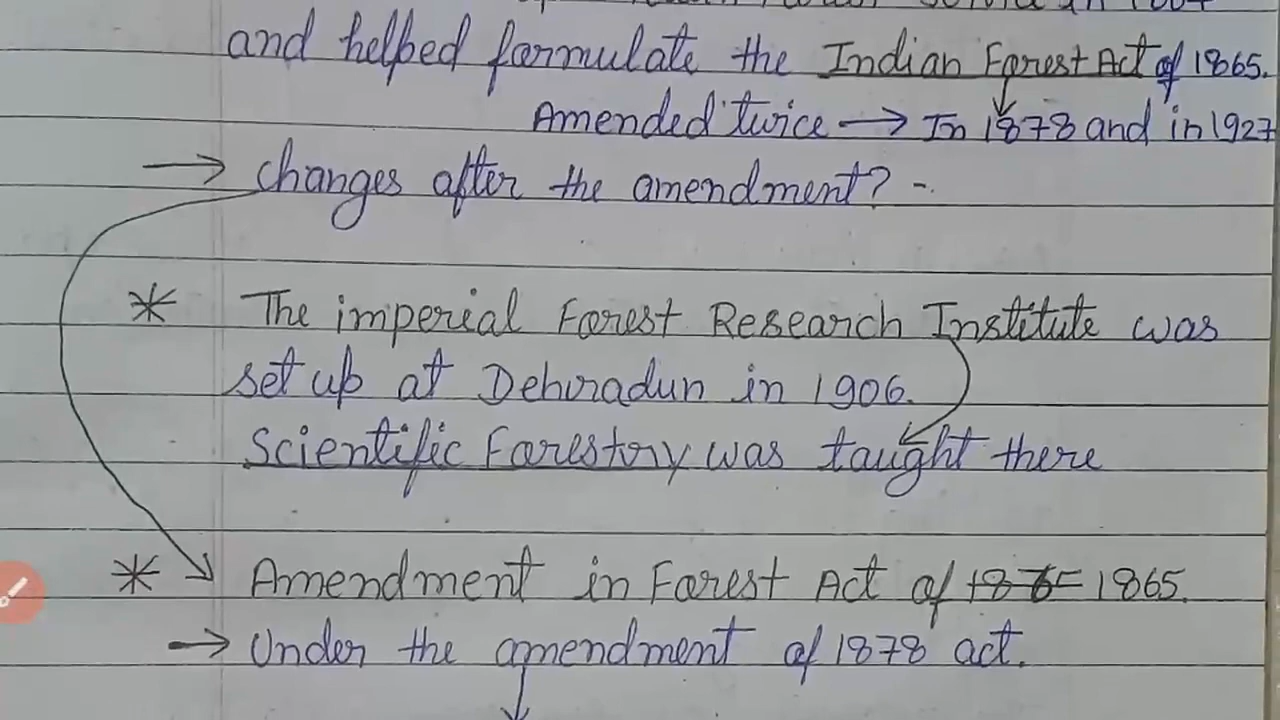 and helped formulate the Indian Forest Act of 1865.
Amended twice → In 1878 and in 1927
→ changes after the amendment? -
* The imperial Forest Research Institute was
set up at Dehradun in 1906.
Scientific Forestory was taught there
* Amendment in Forest Act of 1865.
→ Under the amendment of 1878 act.